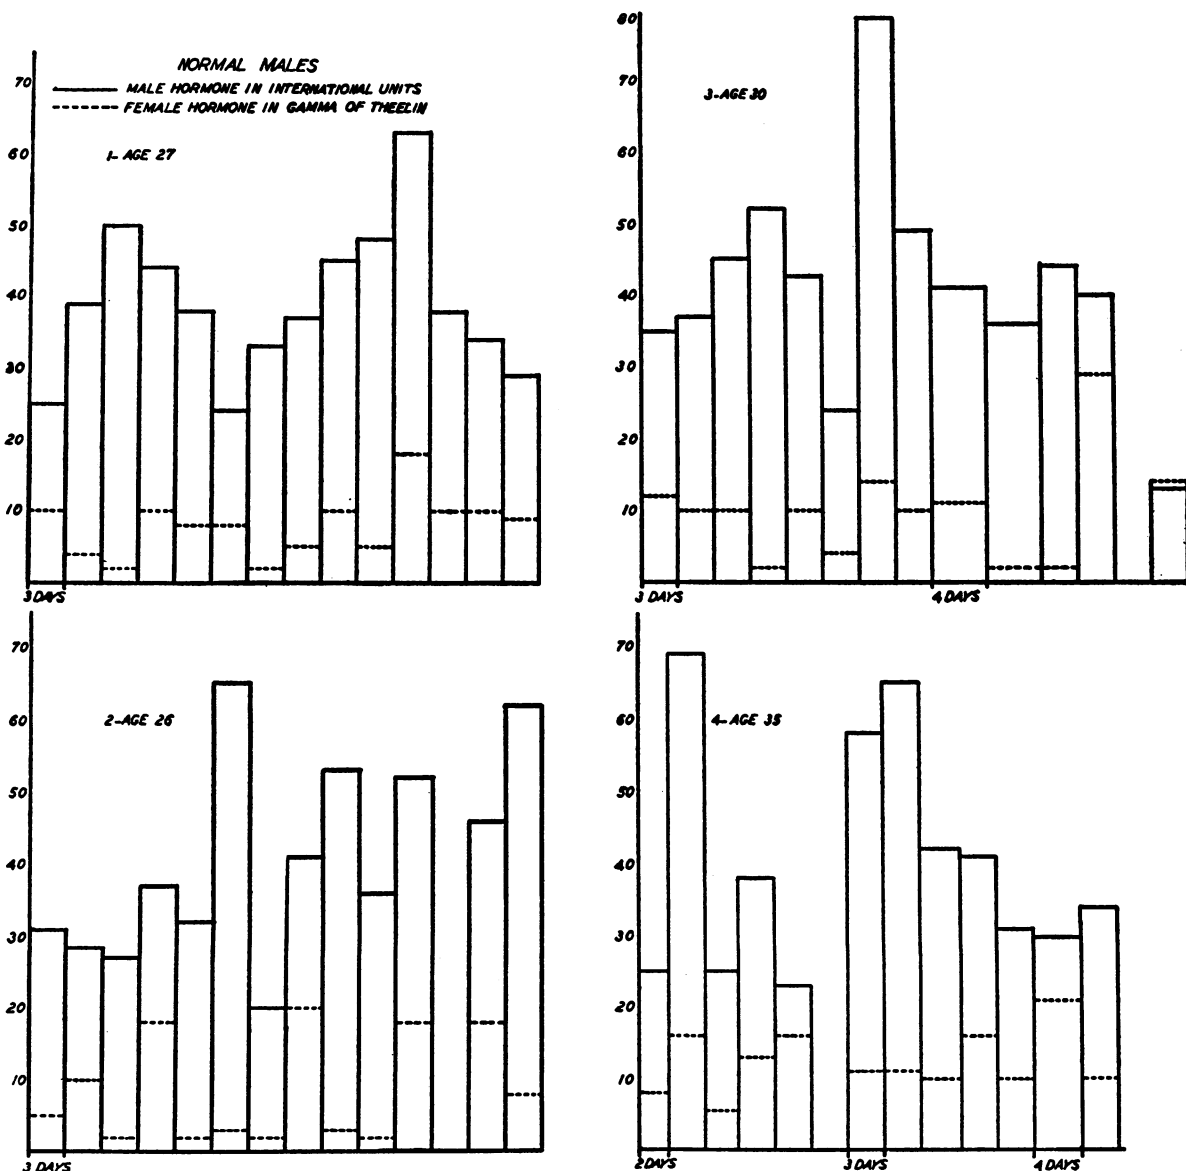 NORMAL MALES
MALE HORMONE IN INTERNATIONAL UNITS
FEMALE HORMONE IN GAMMA OF THEELIN
1- AGE 27
70
60
50
40
30
20
10
3 DAYS
3-AGE 30
80
70
60
50
40
30
20
10
3 DAYS
4 DAYS
2-AGE 26
70
60
50
40
30
20
10
3 DAYS
4-AGE 35
70
60
50
40
30
20
10
2 DAYS
3 DAYS
4 DAYS